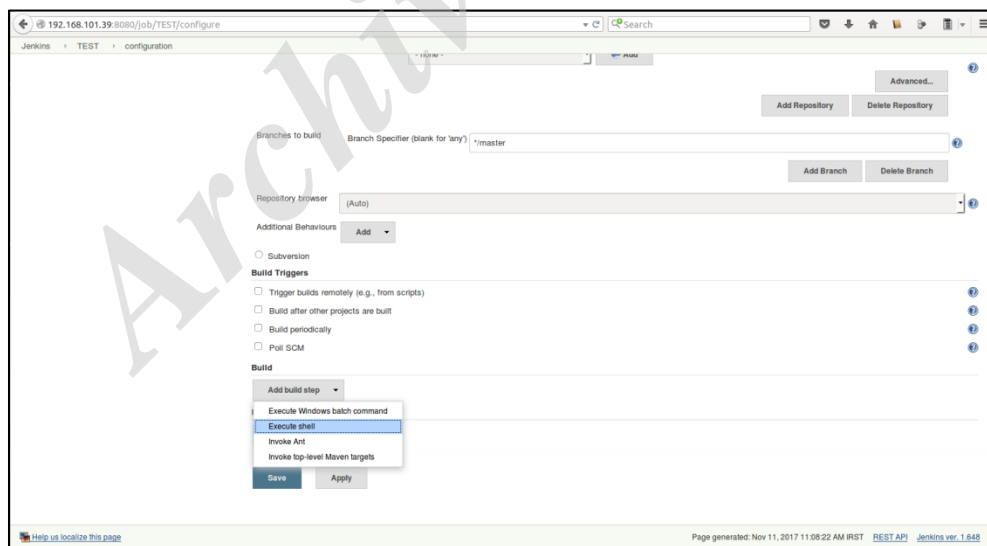 192.168.101.39:8080/job/TEST/configure
Search
Jenkins › TEST › configuration
- none -
Add
Advanced...
Add Repository Delete Repository
Branches to build Branch Specifier (blank for 'any') */master
Add Branch Delete Branch
Repository browser (Auto)
Additional Behaviours Add
Subversion
Build Triggers
Trigger builds remotely (e.g., from scripts)
Build after other projects are built
Build periodically
Poll SCM
Build
Add build step
Execute Windows batch command
Execute shell
Invoke Ant
Invoke top-level Maven targets
Save Apply
Help us localize this page Page generated: Nov 11, 2017 11:08:22 AM IRST REST API Jenkins ver. 1.648